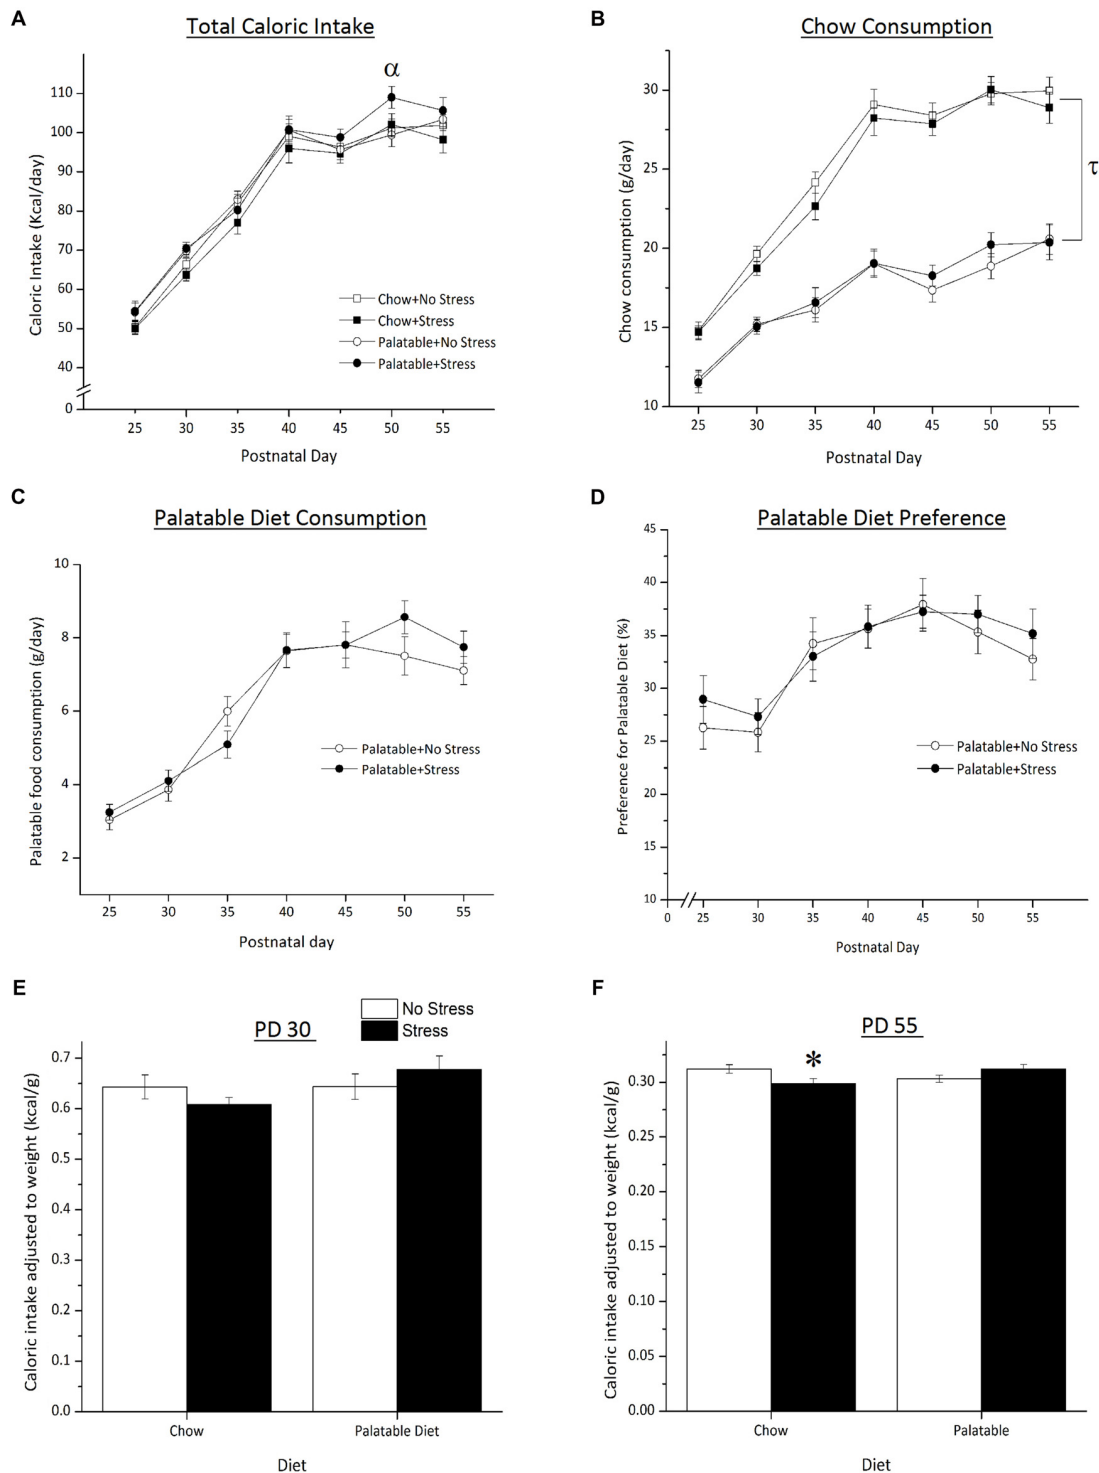 A
Total Caloric Intake
α
Caloric Intake (Kcal/day)
110
100
90
80
70
60
50
40
0
Chow+No Stress
Chow+Stress
Palatable+No Stress
Palatable+Stress
25 30 35 40 45 50 55
Postnatal Day
B
Chow Consumption
Chow consumption (g/day)
30
25
20
15
10
τ
25 30 35 40 45 50 55
Postnatal Day
C
Palatable Diet Consumption
Palatable food consumption (g/day)
10
8
6
4
2
Palatable+No Stress
Palatable+Stress
25 30 35 40 45 50 55
Postnatal day
D
Palatable Diet Preference
Preference for Palatable Diet (%)
45
40
35
30
25
20
15
10
Palatable+No Stress
Palatable+Stress
0 25 30 35 40 45 50 55
Postnatal Day
E
No Stress
Stress
PD 30
Caloric intake adjusted to weight (kcal/g)
0.7
0.6
0.5
0.4
0.3
0.2
0.1
0.0
Chow Palatable Diet
Diet
F
PD 55
*
Caloric intake adjusted to weight (kcal/g)
0.30
0.25
0.20
0.15
0.10
0.05
0.00
Chow Palatable
Diet